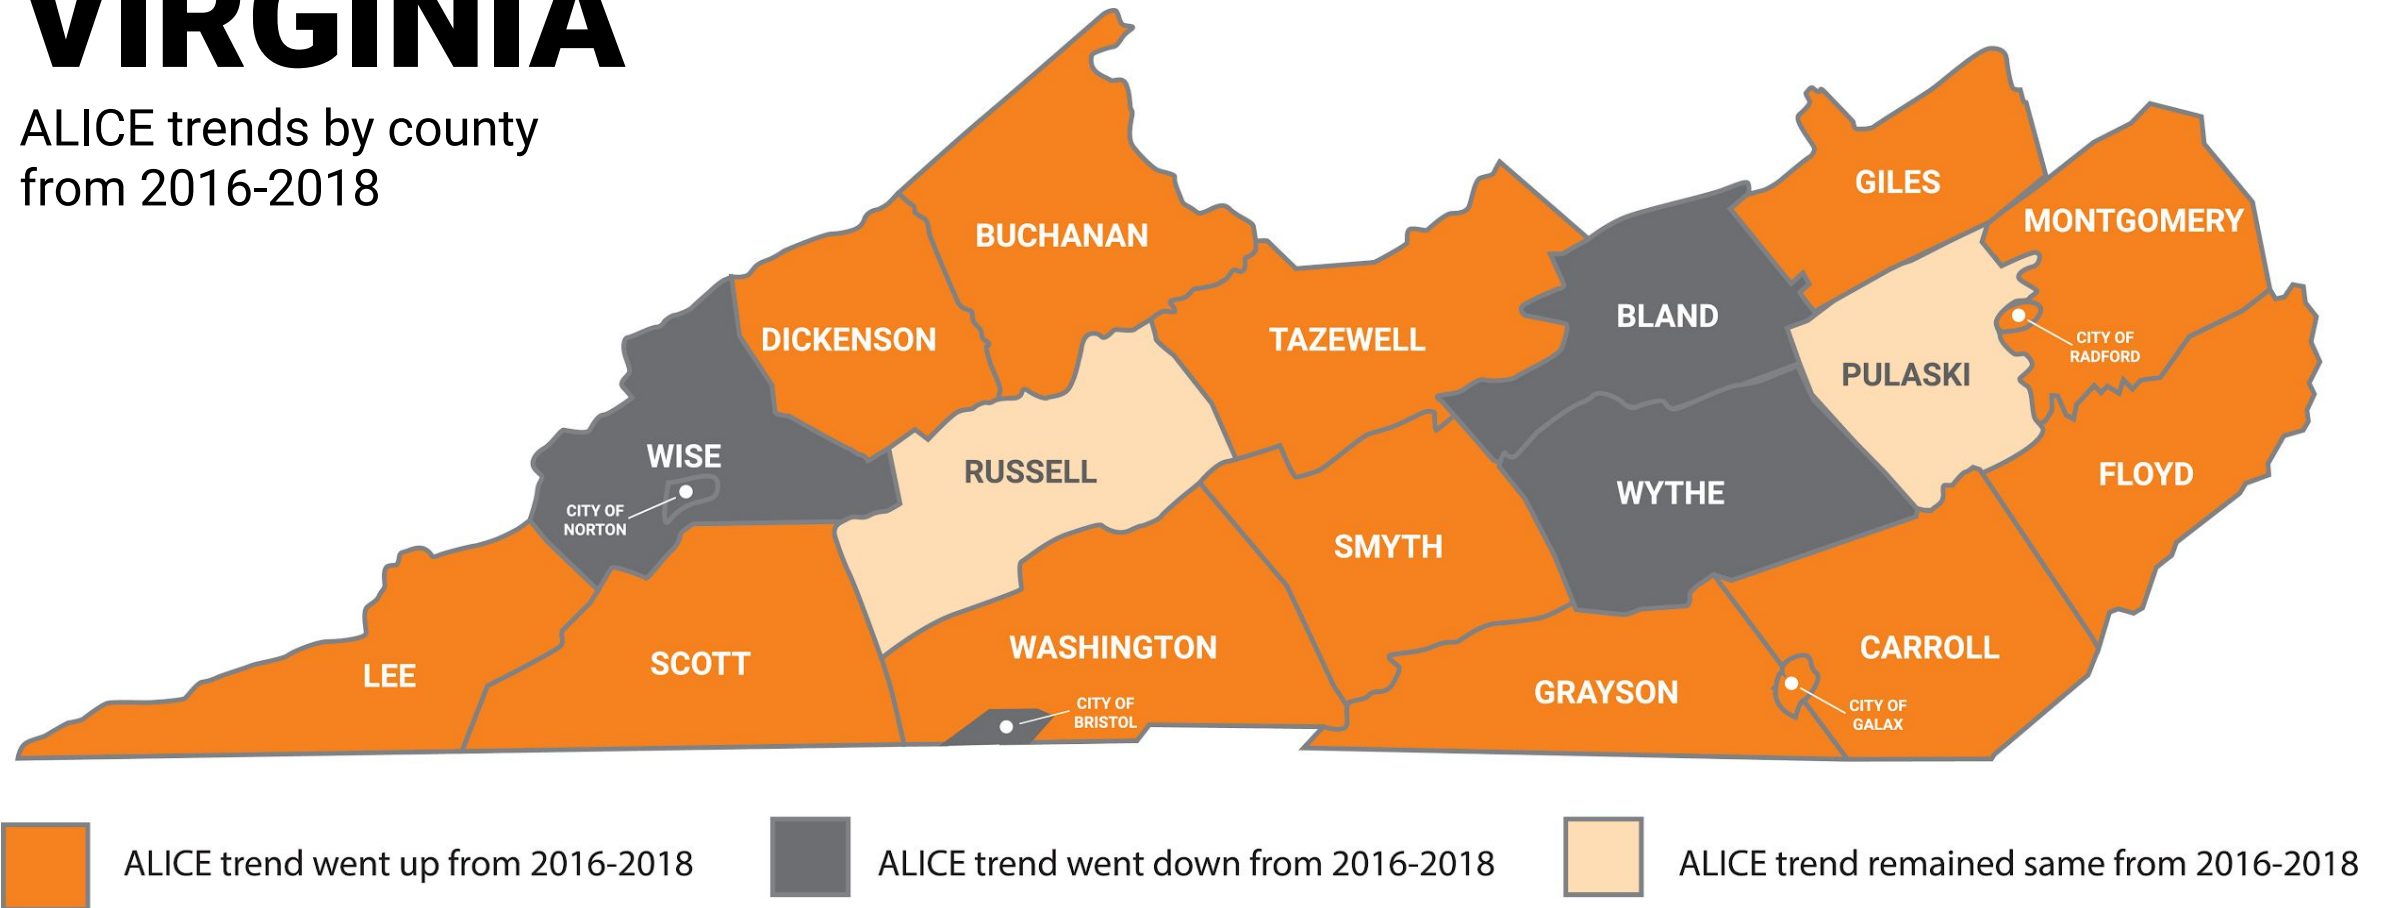 VIRGINIA
ALICE trends by county
from 2016-2018
BUCHANAN
GILES
MONTGOMERY
DICKENSON
TAZEWELL
BLAND
CITY OF
RADFORD
PULASKI
WISE
RUSSELL
FLOYD
CITY OF
NORTON
WYTHE
SMYTH
LEE
SCOTT
WASHINGTON
CARROLL
GRAYSON
CITY OF
BRISTOL
CITY OF
GALAX
ALICE trend went up from 2016-2018
ALICE trend went down from 2016-2018
ALICE trend remained same from 2016-2018